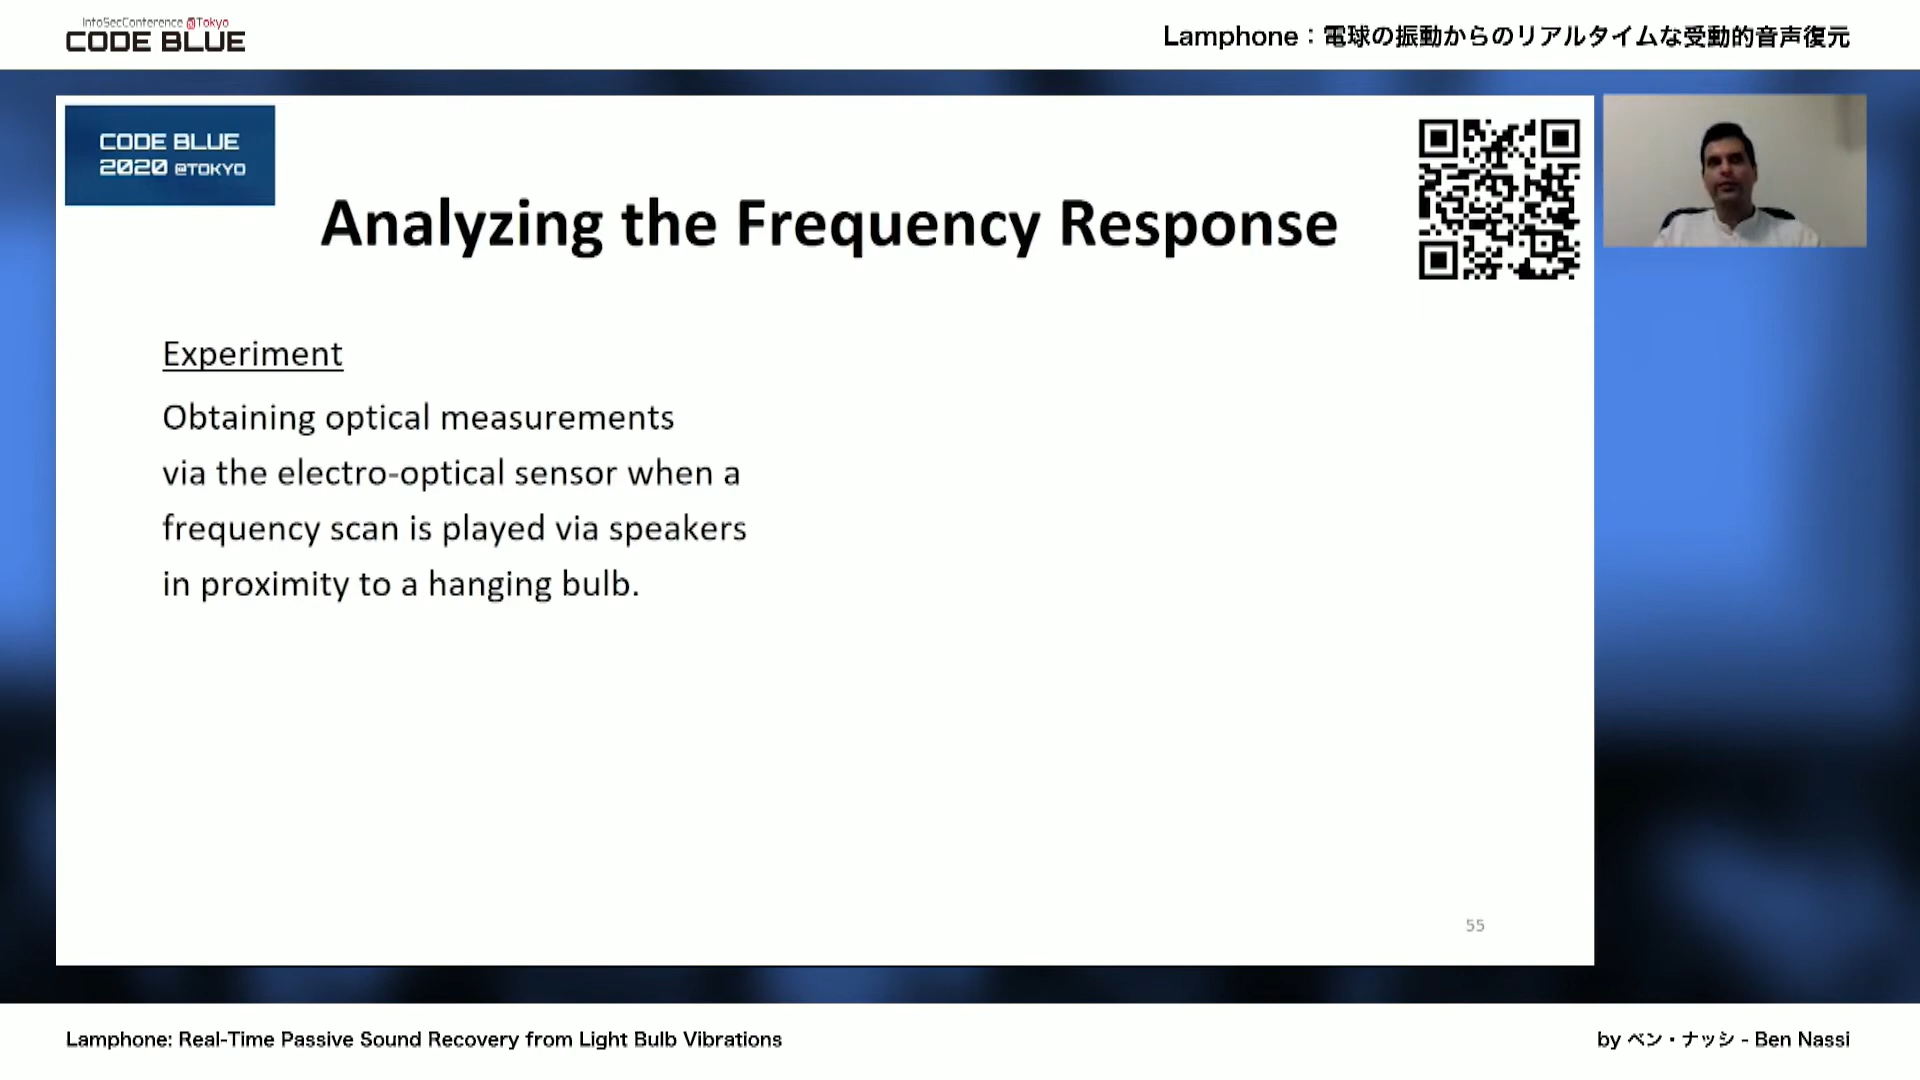 InfoSecConference @Tokyo
CODE BLUE
Lamphone：電球の振動からのリアルタイムな受動的音声復元
CODE BLUE
2020 @TOKYO
Analyzing the Frequency Response
Experiment
Obtaining optical measurements
via the electro-optical sensor when a
frequency scan is played via speakers
in proximity to a hanging bulb.
55
Lamphone: Real-Time Passive Sound Recovery from Light Bulb Vibrations
by ベン・ナッシ - Ben Nassi